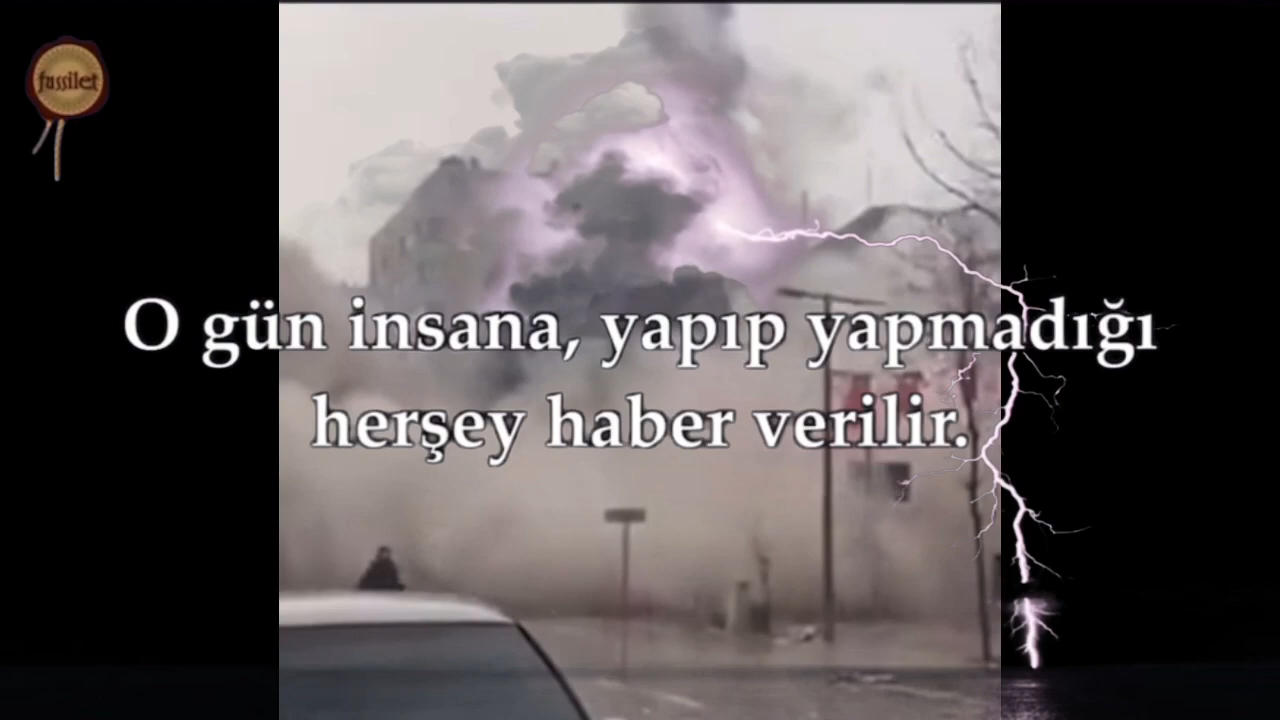 fussilet
O gün insana, yapıp yapmadığı
herşey haber verilir.